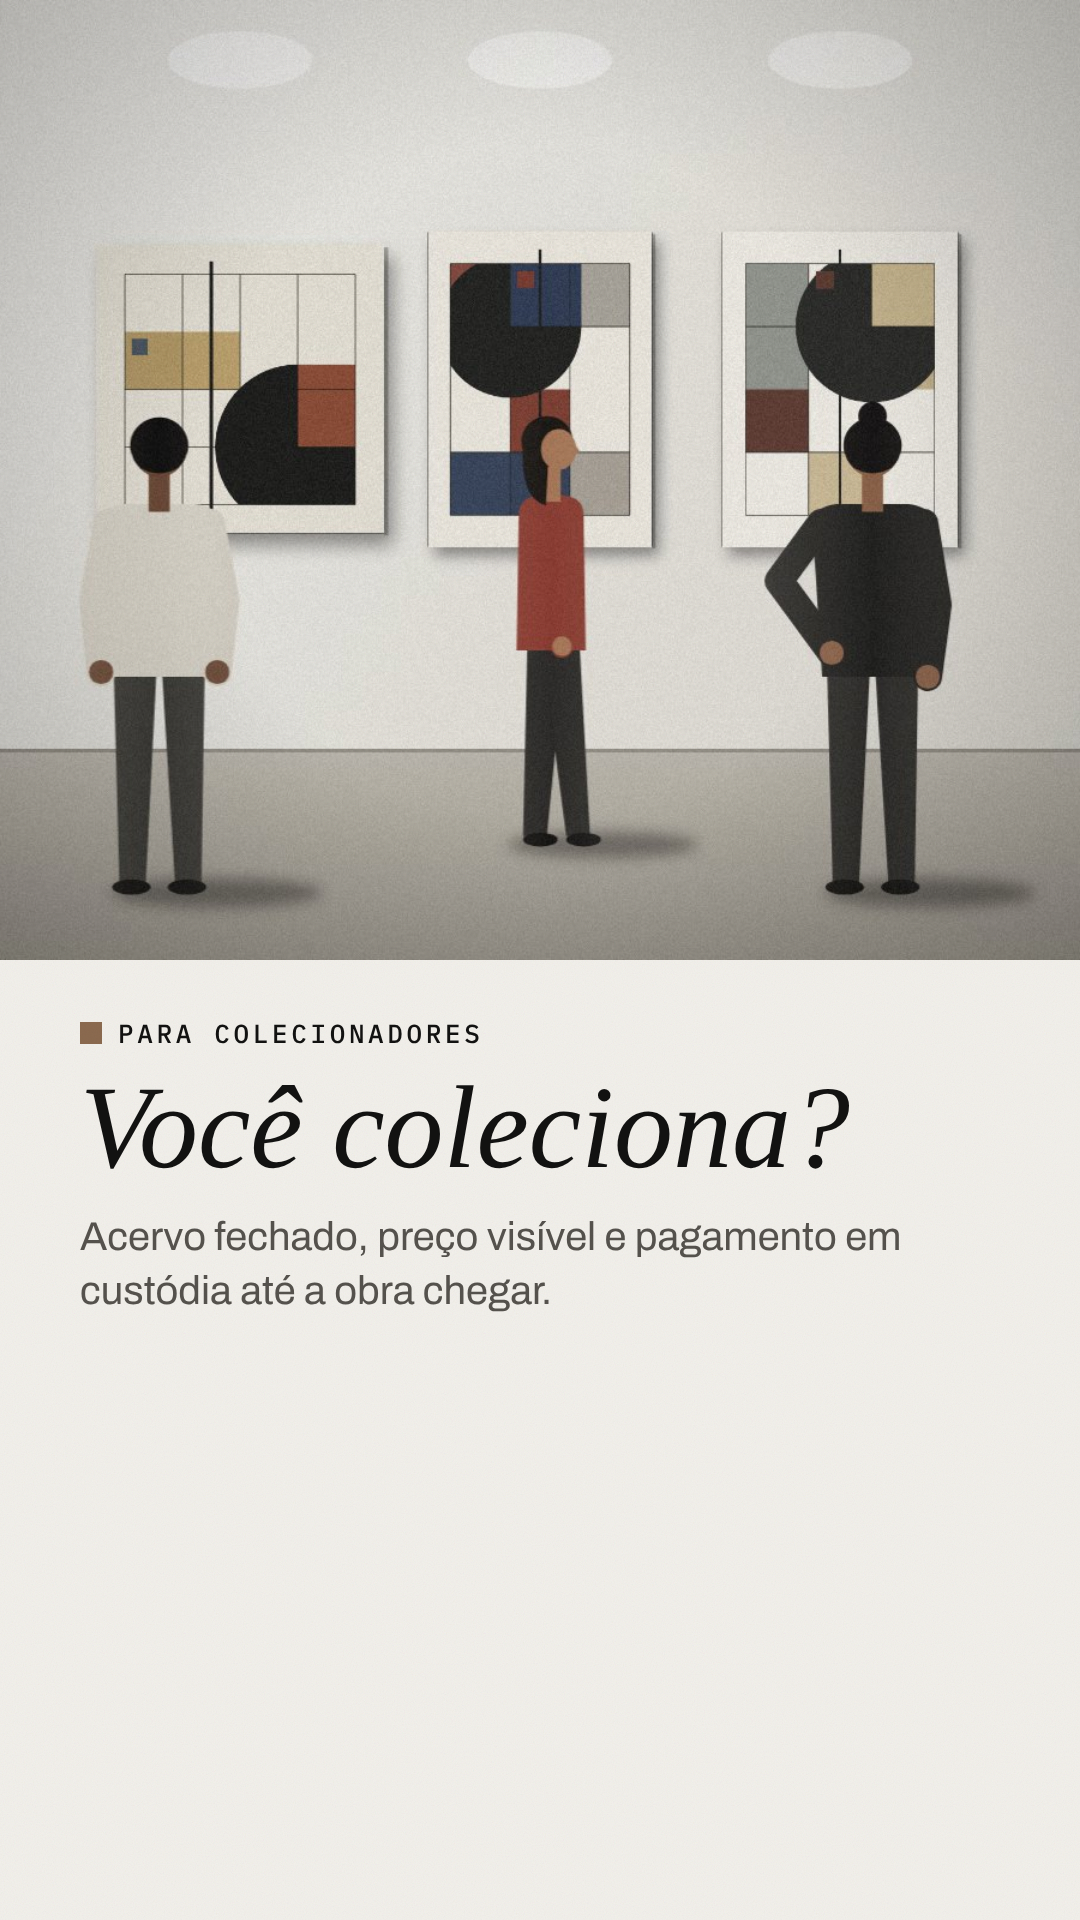 PARA COLECIONADORES
Você coleciona?
Acervo fechado, preço visível e pagamento em
custódia até a obra chegar.